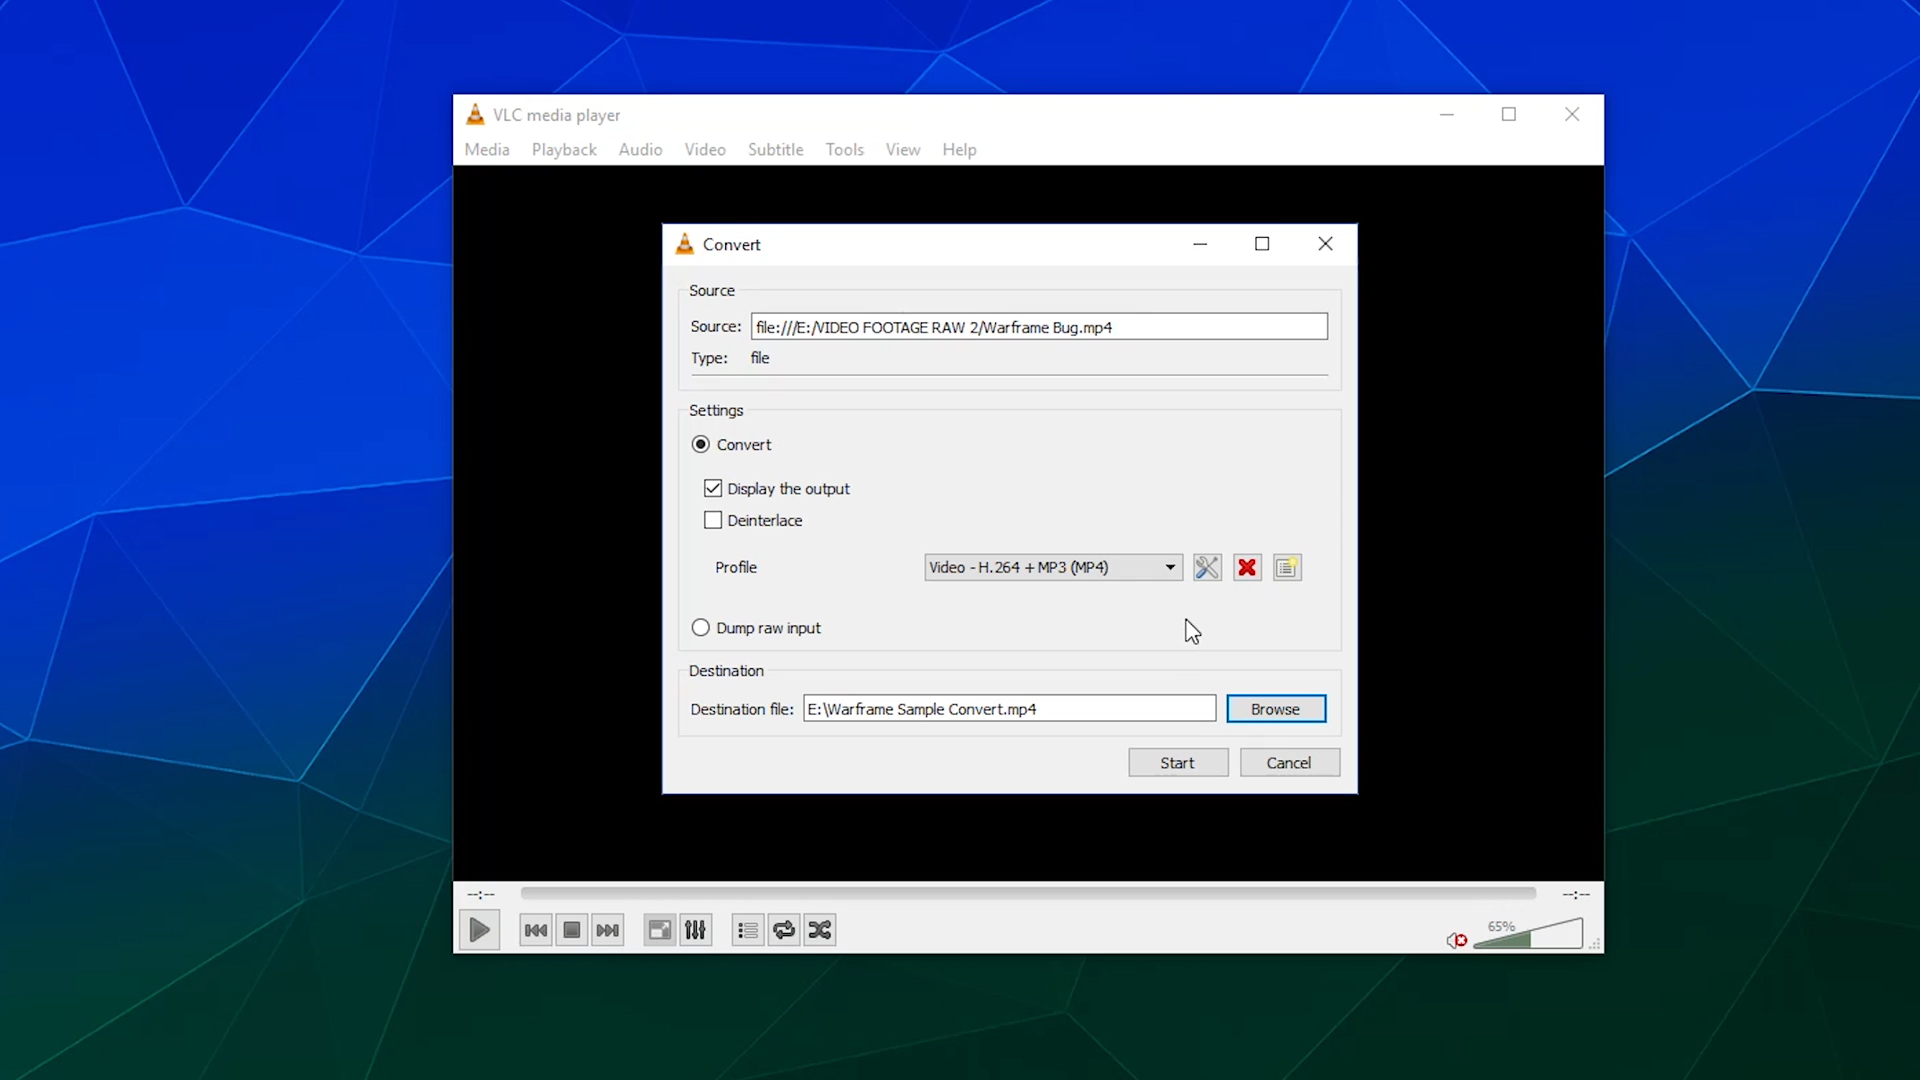 VLC media player
Media Playback Audio Video Subtitle Tools View Help
Convert
Source
Source: file:///E:/VIDEO FOOTAGE RAW 2/Warframe Bug.mp4
Type: file
Settings
Convert
Display the output
Deinterlace
Profile Video - H.264 + MP3 (MP4)
Dump raw input
Destination
Destination file: E:\Warframe Sample Convert.mp4 Browse
Start Cancel
--:-- --:--
65%